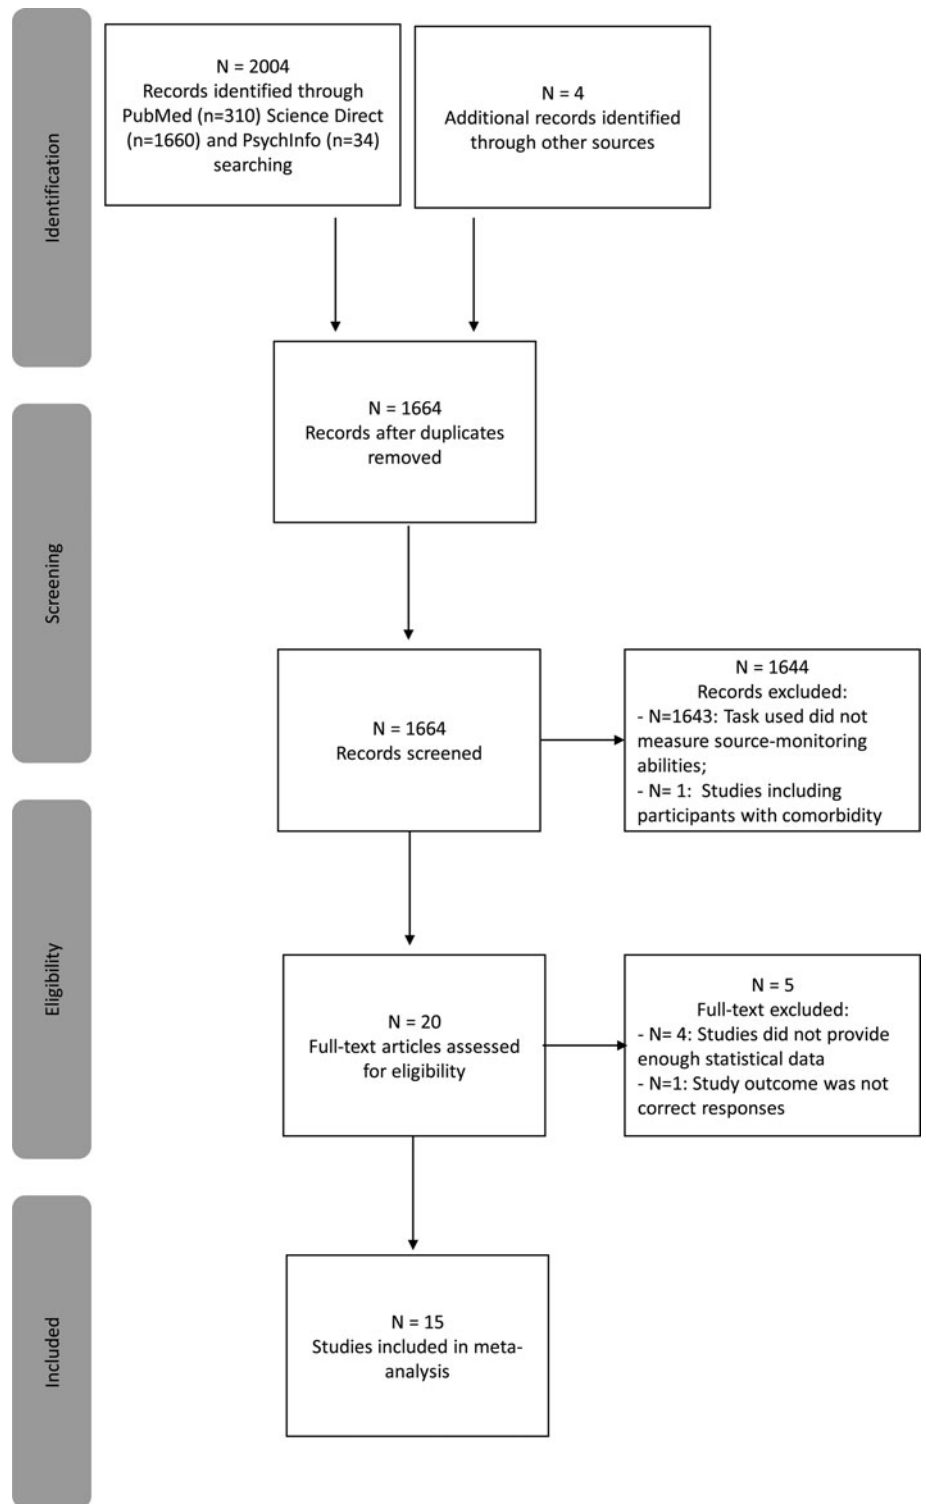 Identification
N = 2004
Records identified through
PubMed (n=310) Science Direct
(n=1660) and PsychInfo (n=34)
searching
N = 4
Additional records identified
through other sources
Screening
N = 1664
Records after duplicates
removed
N = 1664
Records screened
N = 1644
Records excluded:
- N=1643: Task used did not
measure source-monitoring
abilities;
- N= 1:  Studies including
participants with comorbidity
Eligibility
N = 20
Full-text articles assessed
for eligibility
N = 5
Full-text excluded:
- N= 4: Studies did not provide
enough statistical data
- N=1: Study outcome was not
correct responses
Included
N = 15
Studies included in meta-
analysis